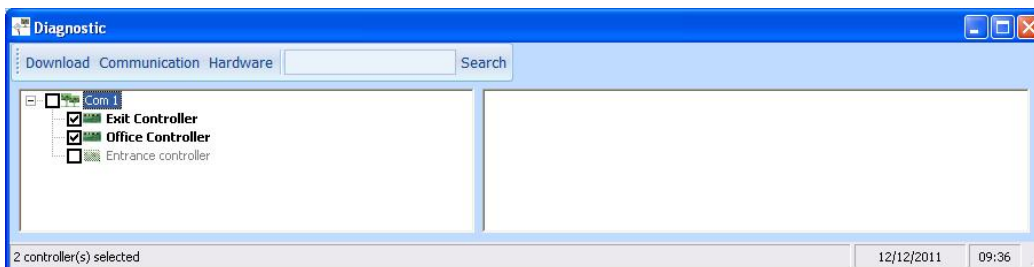 Diagnostic
Download Communication Hardware Search
Com 1
Exit Controller
Office Controller
Entrance controller
2 controller(s) selected 12/12/2011 09:36